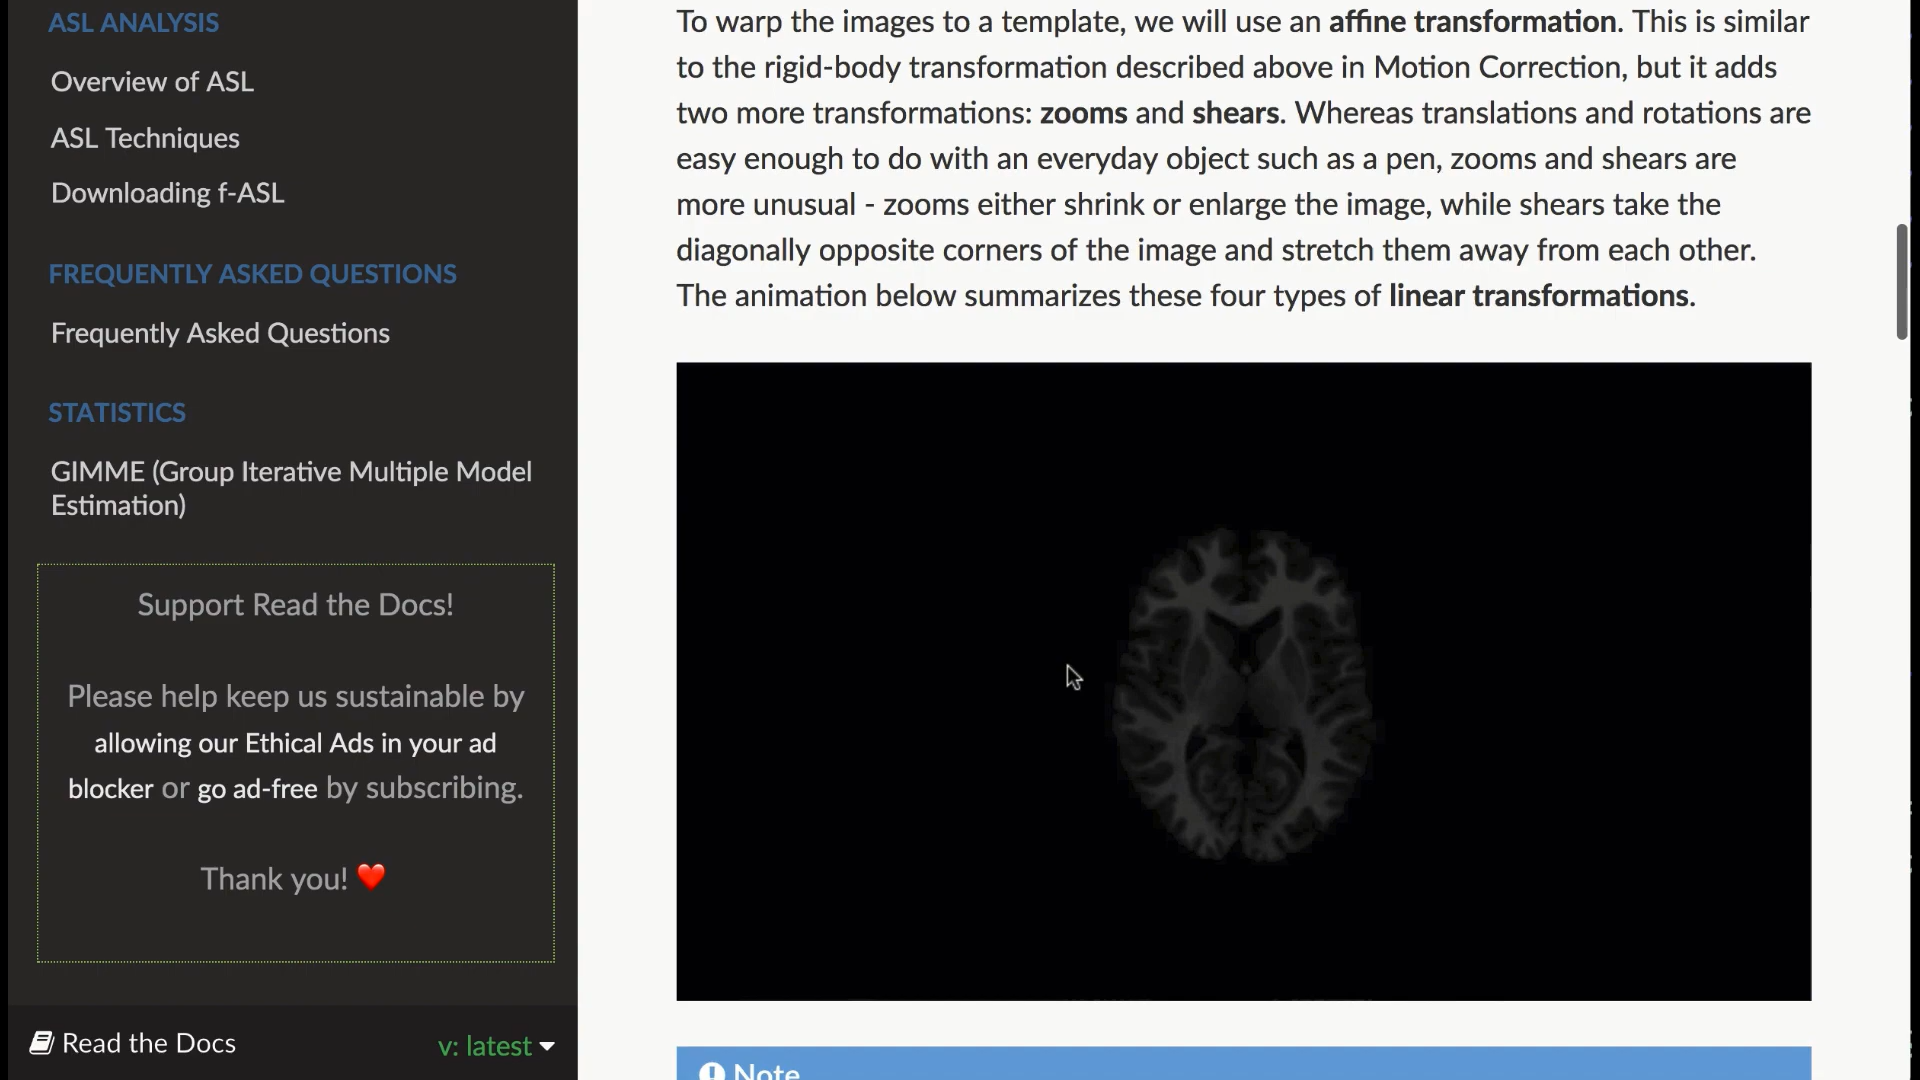 ASL ANALYSIS
Overview of ASL
ASL Techniques
Downloading f-ASL
FREQUENTLY ASKED QUESTIONS
Frequently Asked Questions
STATISTICS
GIMME (Group Iterative Multiple Model
Estimation)
Support Read the Docs!
Please help keep us sustainable by
allowing our Ethical Ads in your ad
blocker or go ad-free by subscribing.
Thank you! ❤️
Read the Docs
v: latest
To warp the images to a template, we will use an affine transformation. This is similar
to the rigid-body transformation described above in Motion Correction, but it adds
two more transformations: zooms and shears. Whereas translations and rotations are
easy enough to do with an everyday object such as a pen, zooms and shears are
more unusual - zooms either shrink or enlarge the image, while shears take the
diagonally opposite corners of the image and stretch them away from each other.
The animation below summarizes these four types of linear transformations.
Note